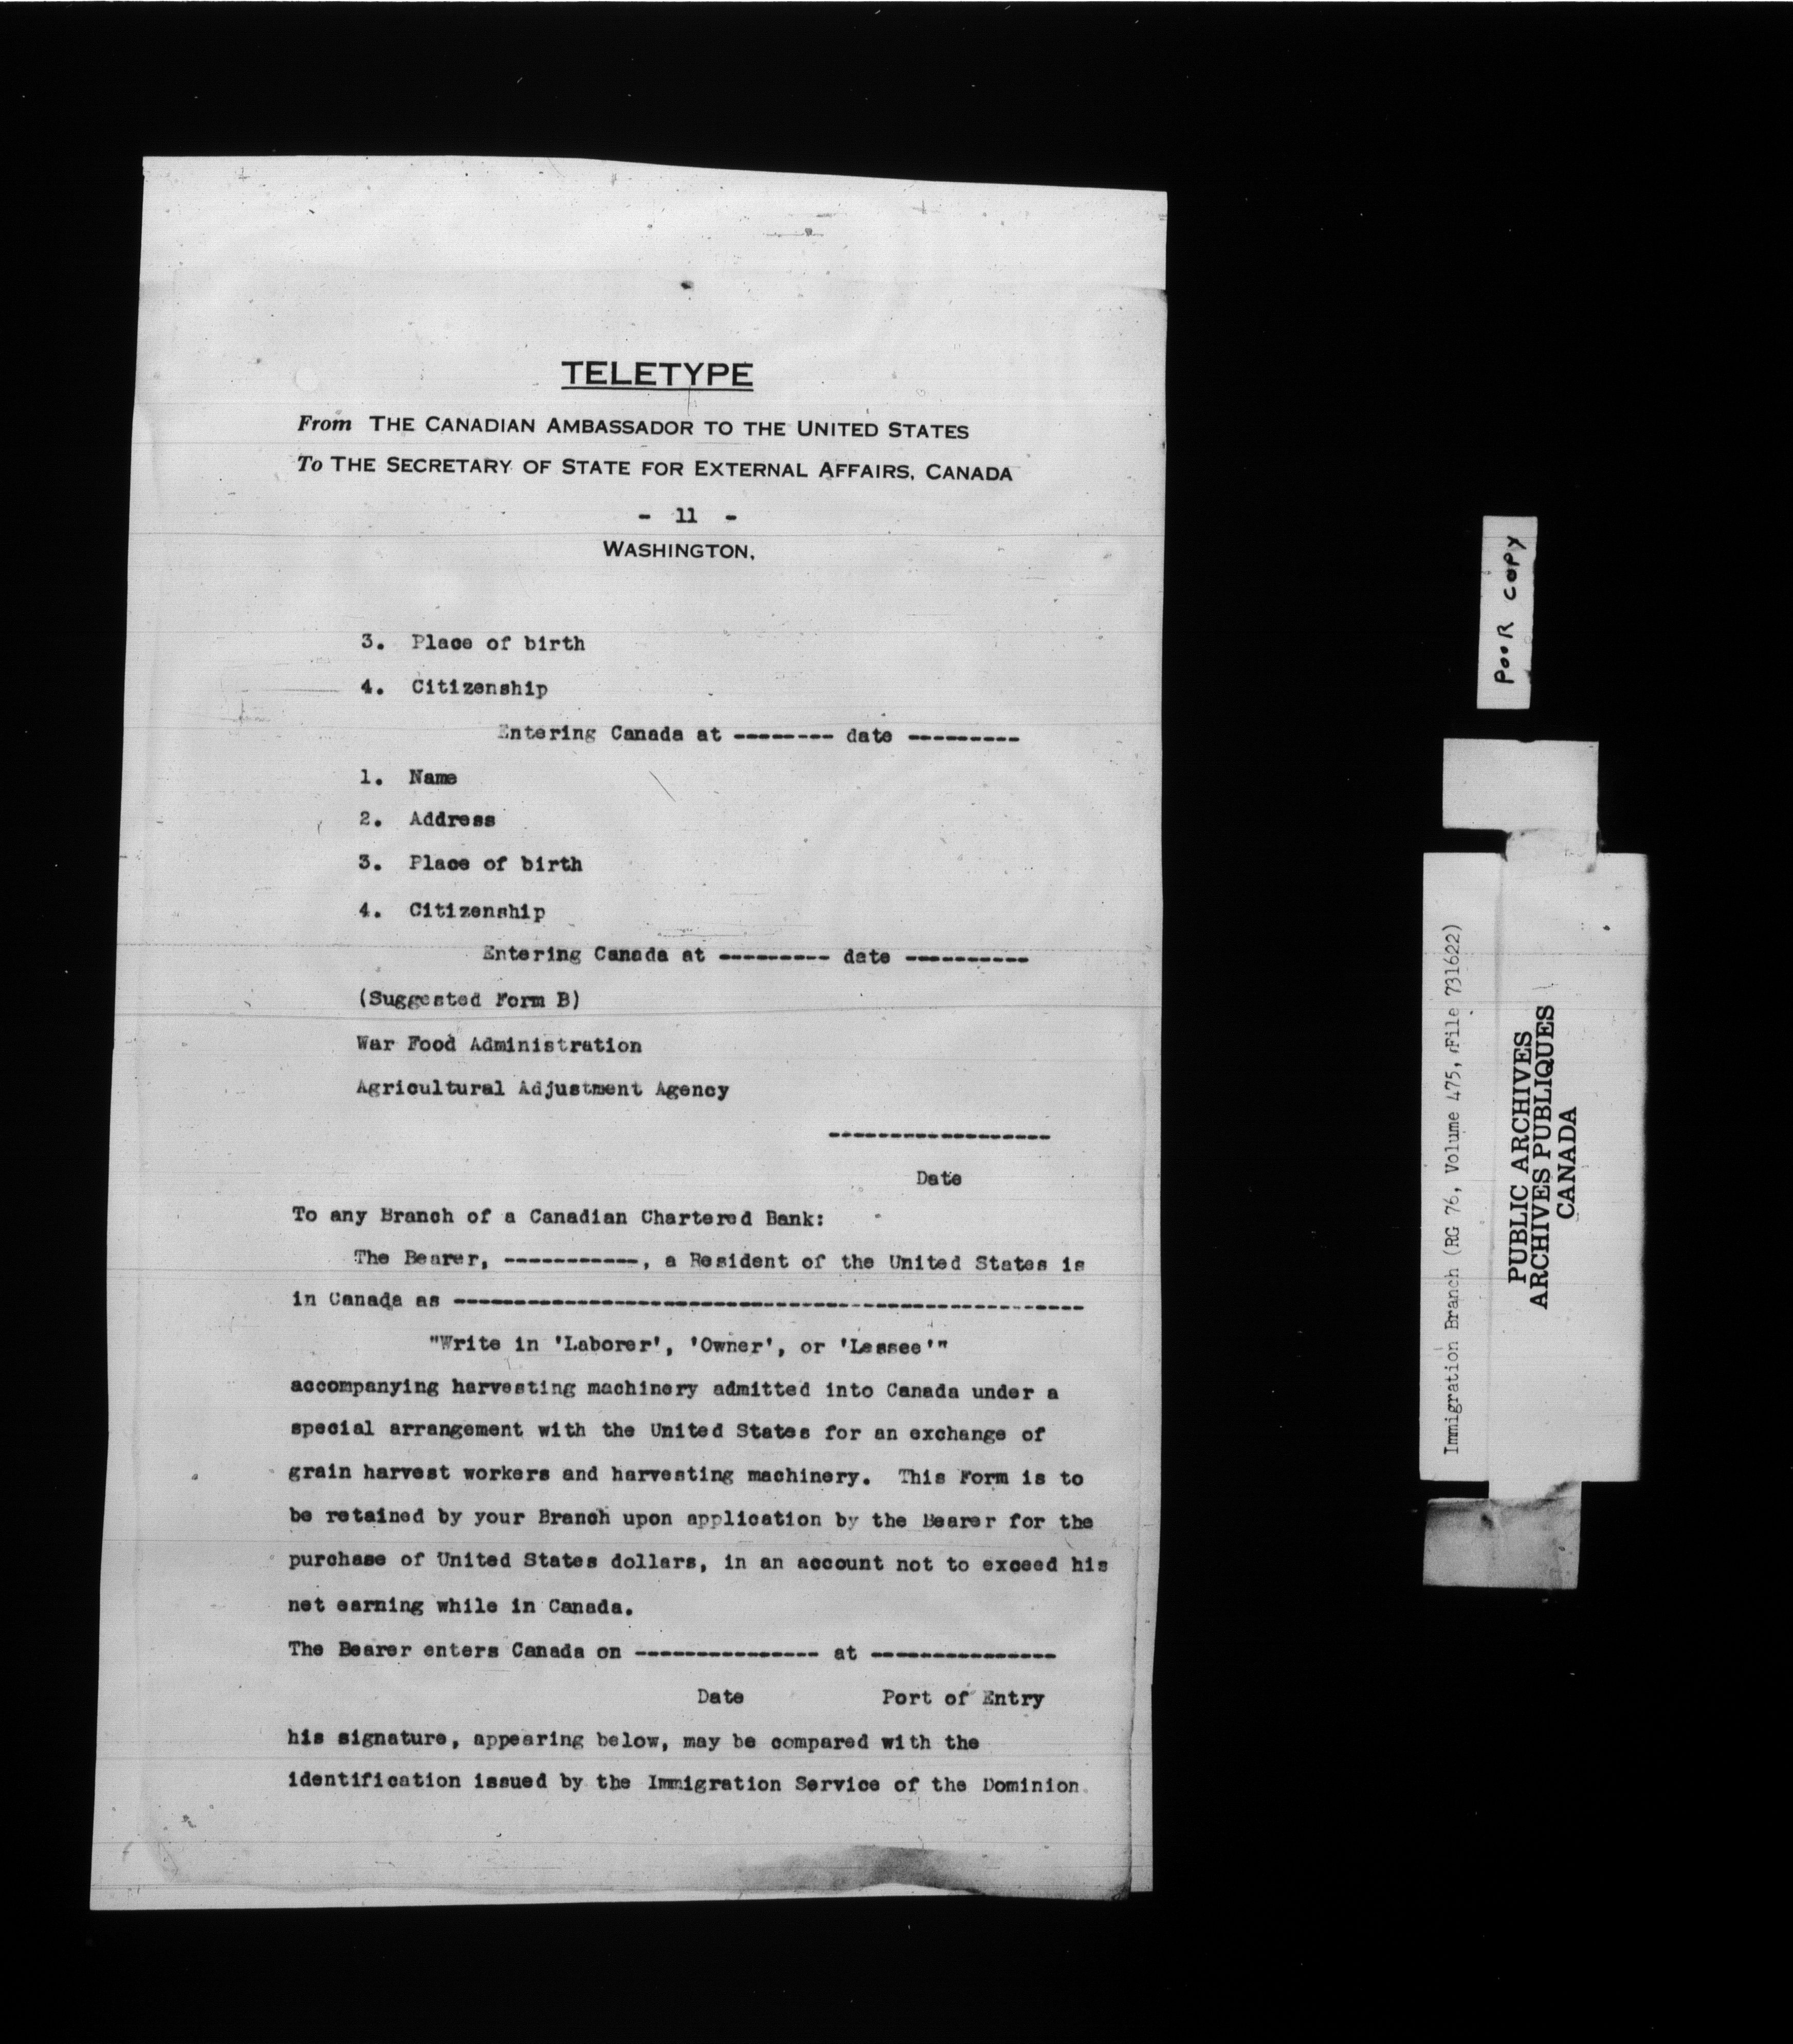 TELETYPE
From THE CANADIAN AMBASSADOR TO THE UNITED STATES
To THE SECRETARY OF STATE FOR EXTERNAL AFFAIRS, CANADA
- 11 -
WASHINGTON,
3. Place of birth
4. Citizenship
Entering Canada at -------- date ---------
1. Name
2. Address
3. Place of birth
4. Citizenship
Entering Canada at --------- date ----------
(Suggested Form B)
War Food Administration
Agricultural Adjustment Agency
------------------
Date
To any Branch of a Canadian Chartered Bank:
The Bearer, -----------, a Resident of the United States is
in Canada as ---------------------------------------------------
"Write in 'Laborer', 'Owner', or 'Lessee'"
accompanying harvesting machinery admitted into Canada under a
special arrangement with the United States for an exchange of
grain harvest workers and harvesting machinery. This Form is to
be retained by your Branch upon application by the Bearer for the
purchase of United States dollars, in an account not to exceed his
net earning while in Canada.
The Bearer enters Canada on --------------- at ---------------
Date Port of Entry
his signature, appearing below, may be compared with the
identification issued by the Immigration Service of the Dominion
POOR COPY
Immigration Branch (RG 76, Volume 475, File 731622)
PUBLIC ARCHIVES
ARCHIVES PUBLIQUES
CANADA